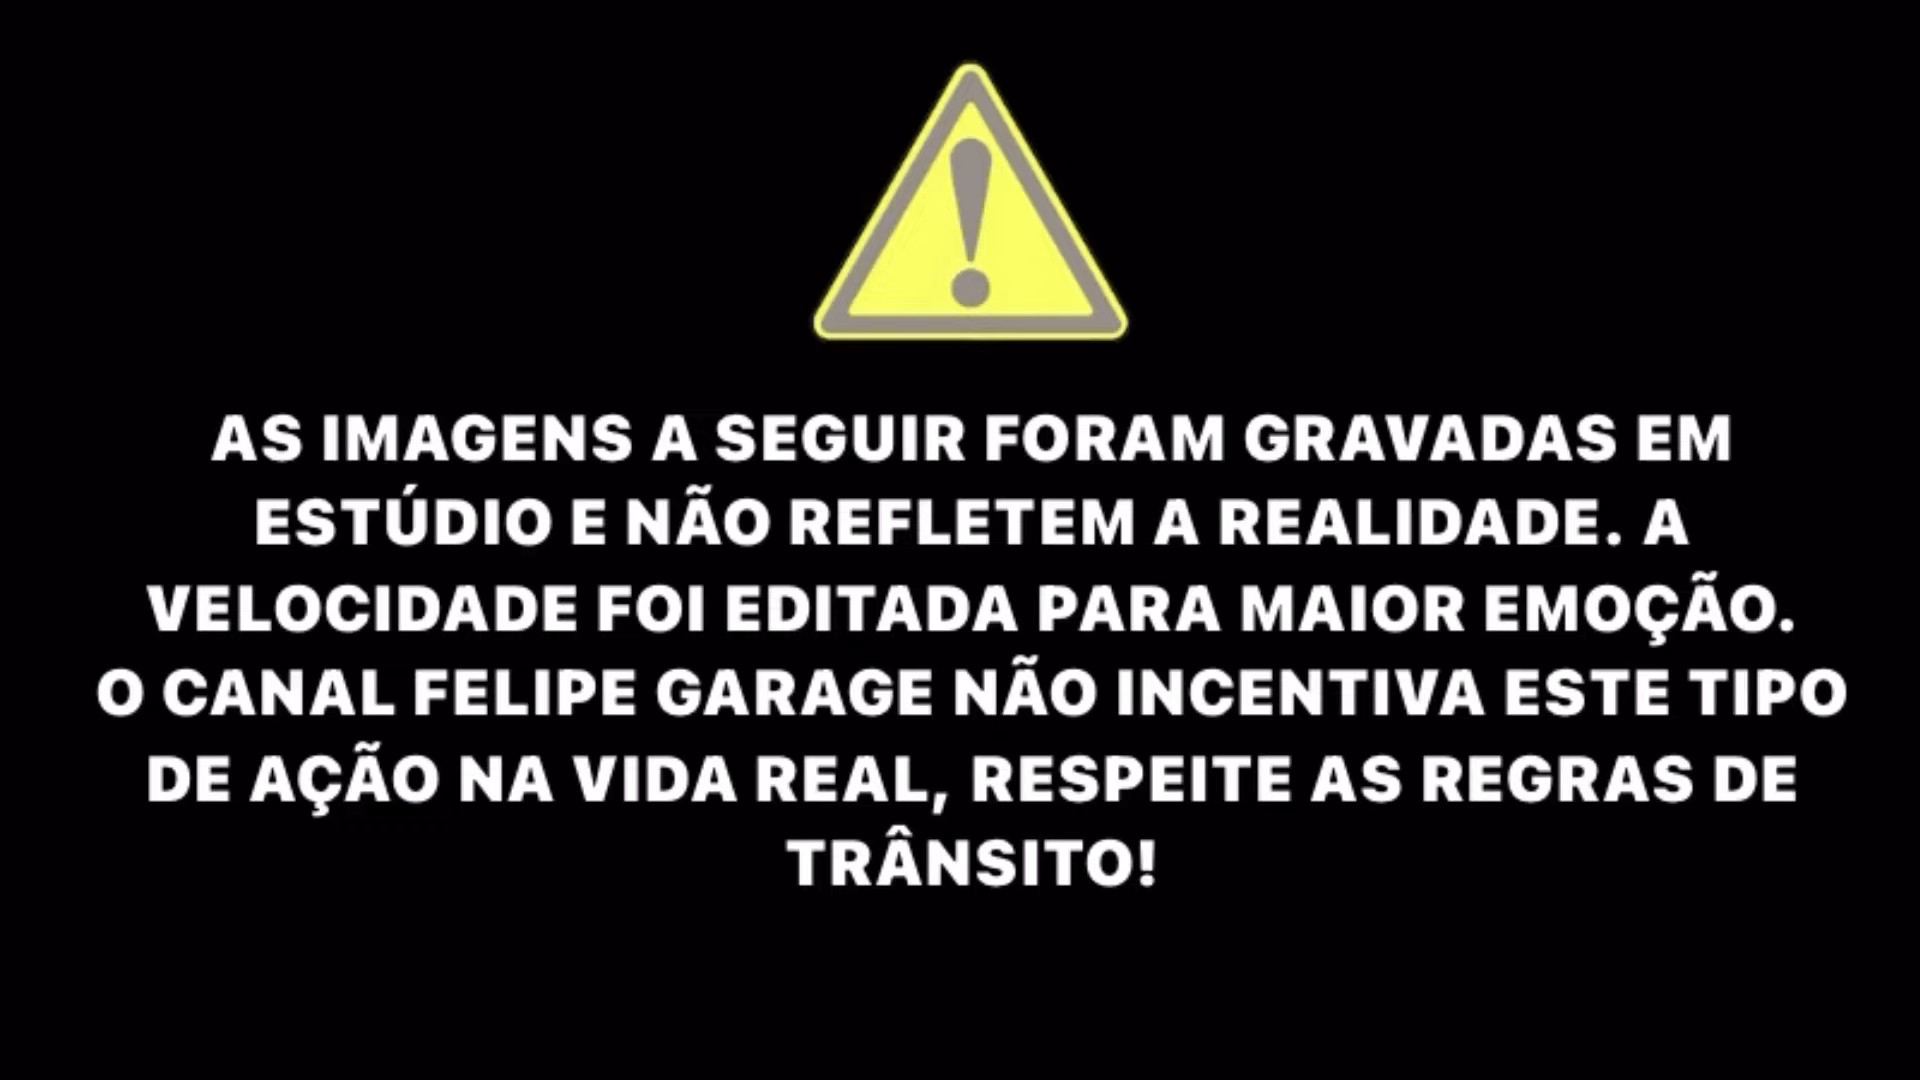 AS IMAGENS A SEGUIR FORAM GRAVADAS EM
ESTÚDIO E NÃO REFLETEM A REALIDADE. A
VELOCIDADE FOI EDITADA PARA MAIOR EMOÇÃO.
O CANAL FELIPE GARAGE NÃO INCENTIVA ESTE TIPO
DE AÇÃO NA VIDA REAL, RESPEITE AS REGRAS DE
TRÂNSITO!